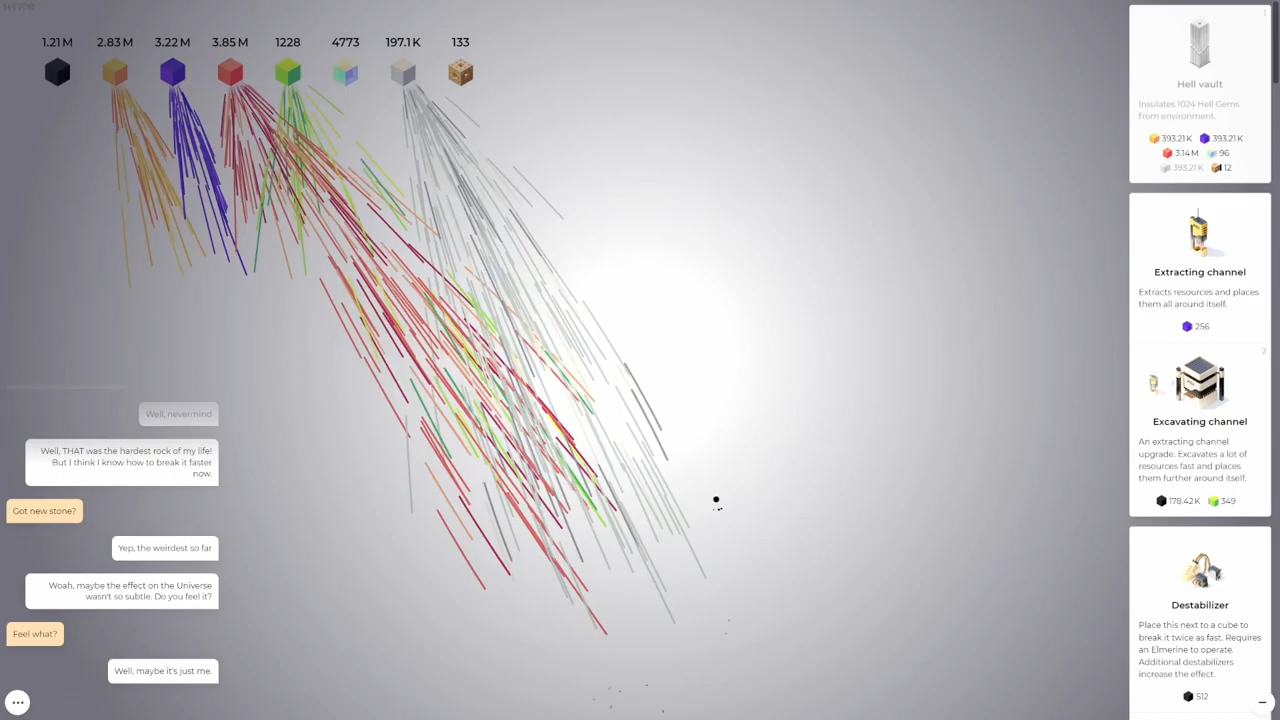 1.21 M
2.83 M
3.22 M
3.85 M
1228
4773
197.1 K
133
Well, nevermind
Well, THAT was the hardest rock of my life!
But I think I know how to break it faster
now.
Got new stone?
Yep, the weirdest so far
Woah, maybe the effect on the Universe
wasn't so subtle. Do you feel it?
Feel what?
Well, maybe it's just me.
1
Hell vault
Insulates 1024 Hell Gems
from environment.
393.21 K 393.21 K
3.14 M 96
393.21 K 12
Extracting channel
Extracts resources and places
them all around itself.
256
2
Excavating channel
An extracting channel
upgrade. Excavates a lot of
resources fast and places
them further around itself.
178.42 K 349
Destabilizer
Place this next to a cube to
break it twice as fast. Requires
an Elmerine to operate.
Additional destabilizers
increase the effect.
512